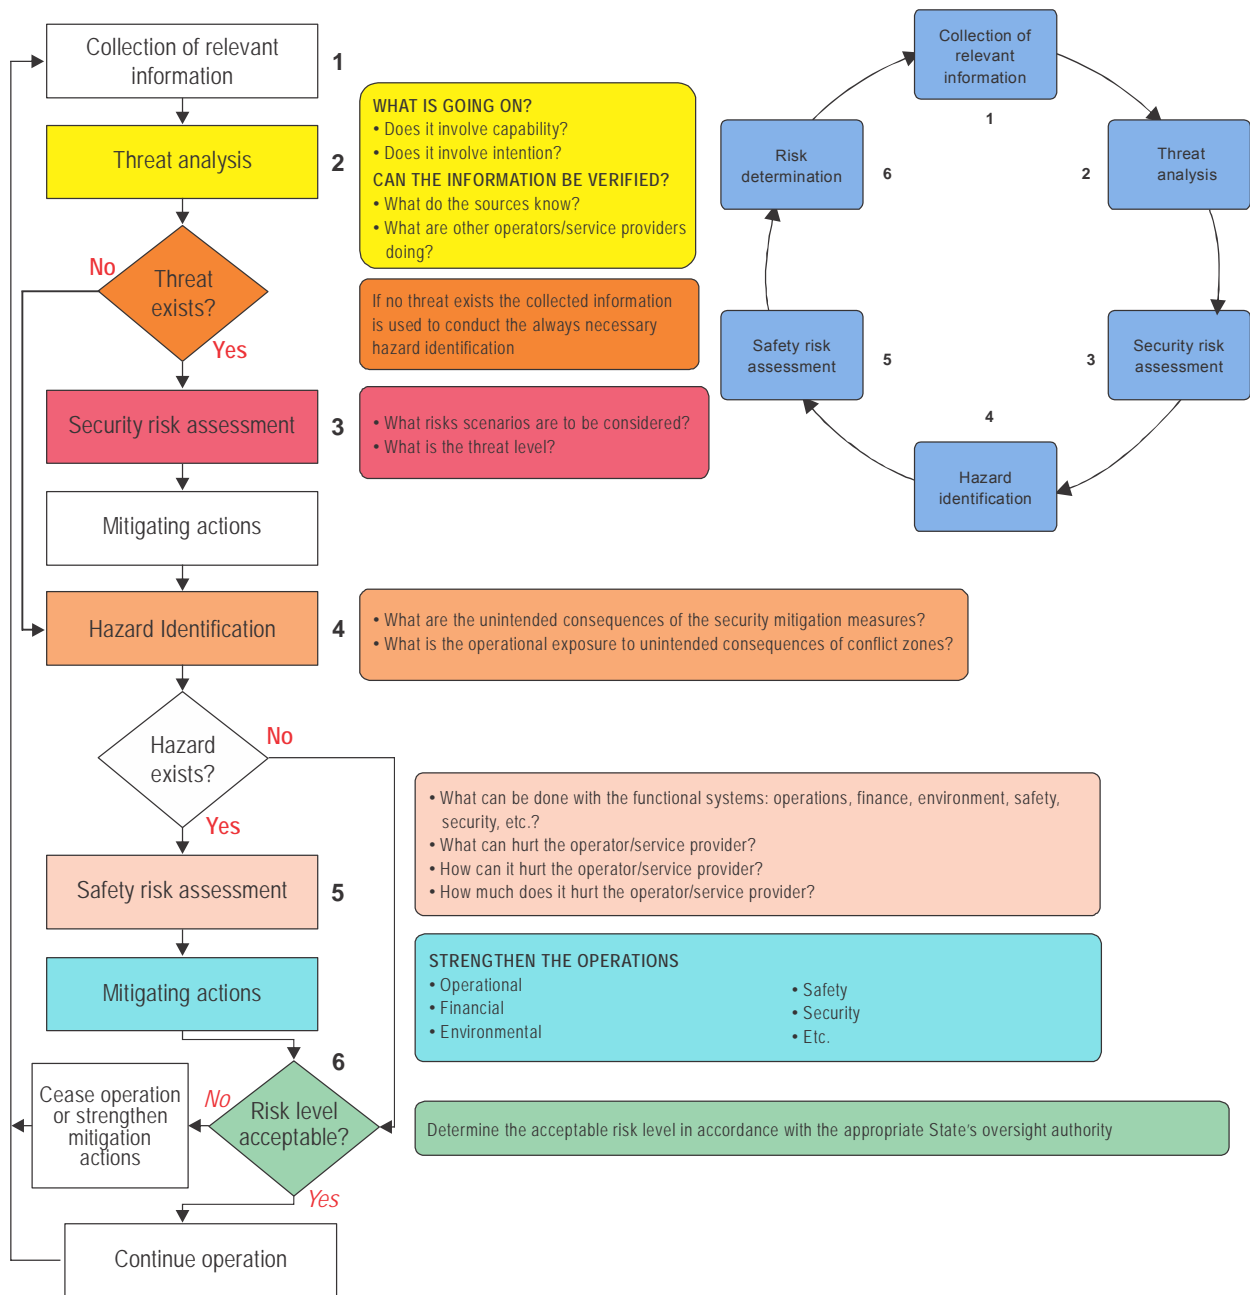 Collection of relevant
information
1
Threat analysis
2
WHAT IS GOING ON?
• Does it involve capability?
• Does it involve intention?
CAN THE INFORMATION BE VERIFIED?
• What do the sources know?
• What are other operators/service providers
doing?
No
Threat
exists?
Yes
If no threat exists the collected information
is used to conduct the always necessary
hazard identification
Security risk assessment
3
• What risks scenarios are to be considered?
• What is the threat level?
Mitigating actions
Hazard Identification
4
• What are the unintended consequences of the security mitigation measures?
• What is the operational exposure to unintended consequences of conflict zones?
Hazard
exists?
No
Yes
Safety risk assessment
5
• What can be done with the functional systems: operations, finance, environment, safety,
security, etc.?
• What can hurt the operator/service provider?
• How can it hurt the operator/service provider?
• How much does it hurt the operator/service provider?
Mitigating actions
STRENGTHEN THE OPERATIONS
• Operational
• Financial
• Environmental
• Safety
• Security
• Etc.
6
Risk level
acceptable?
No
Cease operation
or strengthen
mitigation
actions
Yes
Determine the acceptable risk level in accordance with the appropriate State's oversight authority
Continue operation
Collection of
relevant
information
1
Threat
analysis
2
Security risk
assessment
3
Hazard
identification
4
Safety risk
assessment
5
Risk
determination
6